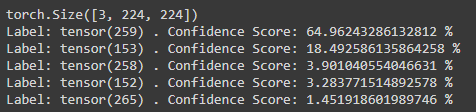 torch.Size([3, 224, 224])
Label: tensor(259) . Confidence Score: 64.96243286132812 %
Label: tensor(153) . Confidence Score: 18.492586135864258 %
Label: tensor(258) . Confidence Score: 3.901040554046631 %
Label: tensor(152) . Confidence Score: 3.283771514892578 %
Label: tensor(265) . Confidence Score: 1.451918601989746 %